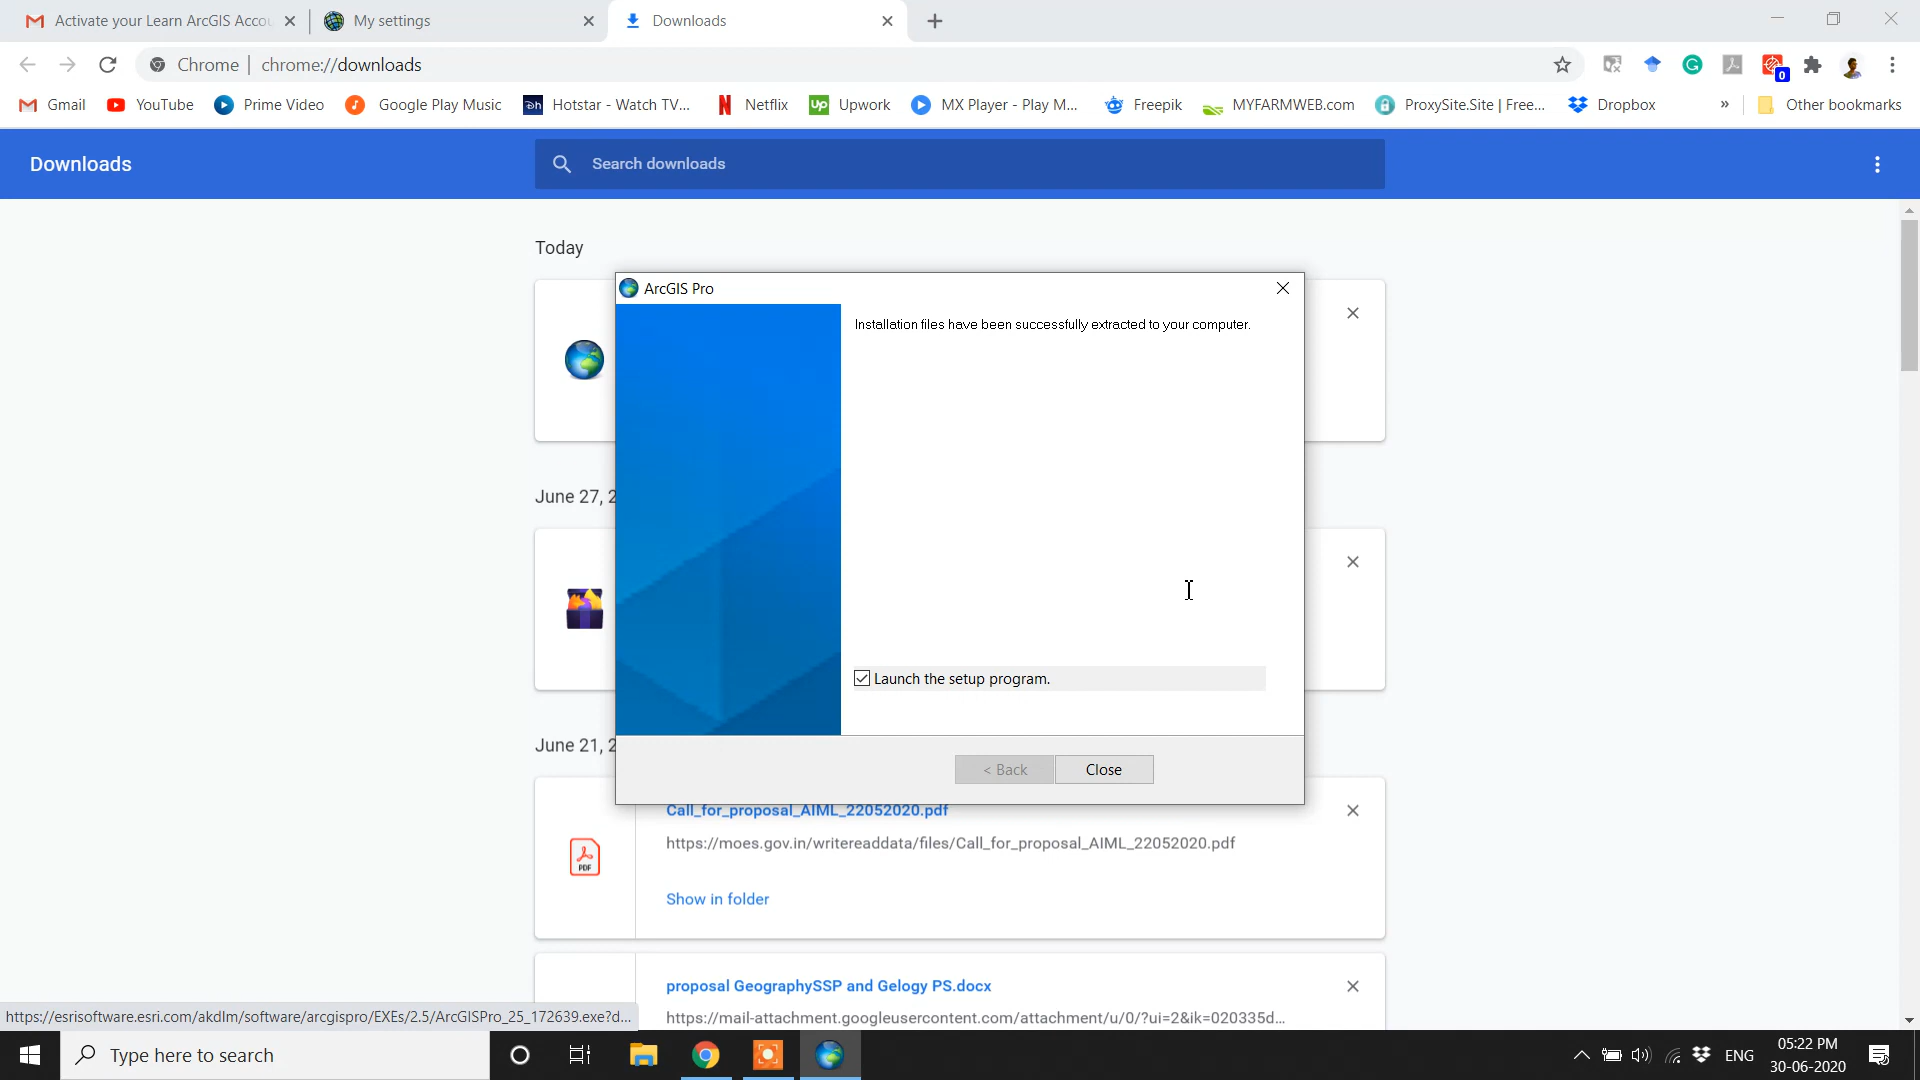 Activate your Learn ArcGIS Accou
My settings
Downloads
Chrome | chrome://downloads
0
Gmail
YouTube
Prime Video
Google Play Music
Hotstar - Watch TV...
Netflix
Upwork
MX Player - Play M...
Freepik
MYFARMWEB.com
ProxySite.Site | Free...
Dropbox
»
Other bookmarks
Downloads
Search downloads
Today
ArcGIS Pro
Installation files have been successfully extracted to your computer.
June 27, 2
Launch the setup program.
June 21, 2
< Back
Close
Call_for_proposal_AIML_22052020.pdf
https://moes.gov.in/writereaddata/files/Call_for_proposal_AIML_22052020.pdf
PDF
Show in folder
proposal GeographySSP and Gelogy PS.docx
https://mail-attachment.googleusercontent.com/attachment/u/0/?ui=2&ik=020335d...
https://esrisoftware.esri.com/akdlm/software/arcgispro/EXEs/2.5/ArcGISPro_25_172639.exe?d...
Type here to search
ENG
05:22 PM
30-06-2020